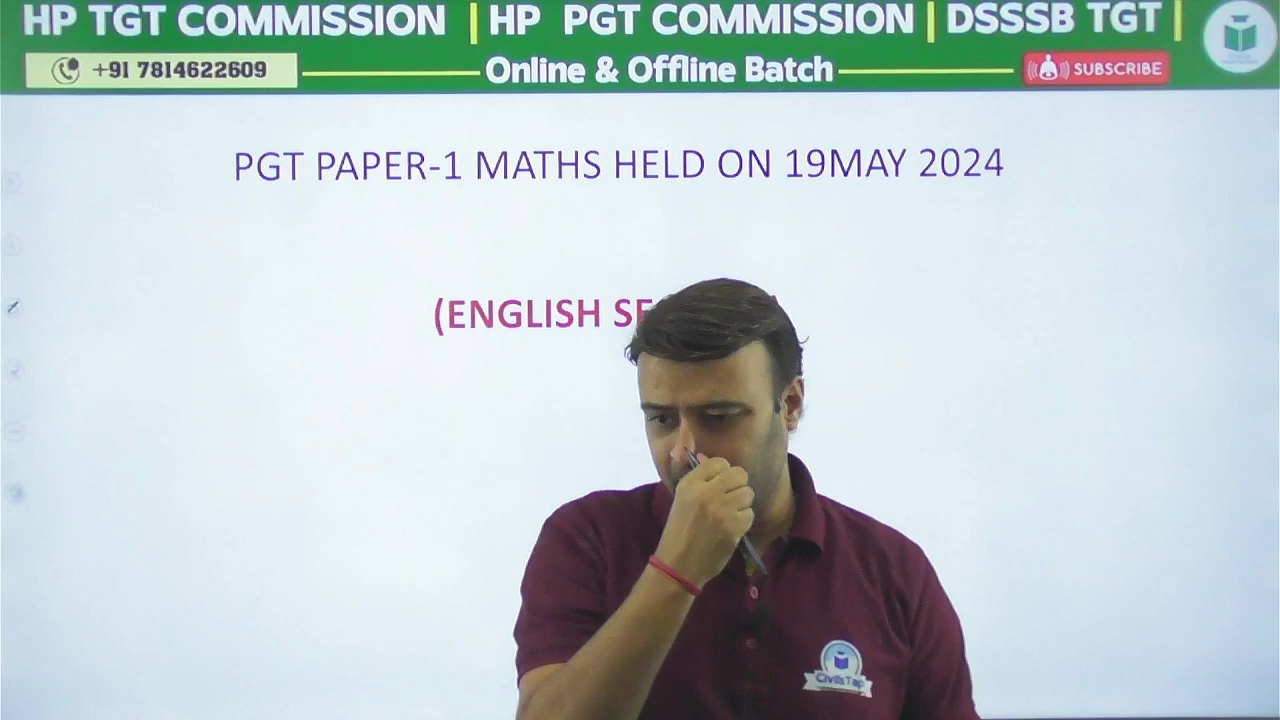 HP TGT COMMISSION | HP PGT COMMISSION | DSSSB TGT |
+91 7814622609
Online & Offline Batch
SUBSCRIBE
PGT PAPER-1 MATHS HELD ON 19MAY 2024
(ENGLISH SE
CivilsTap